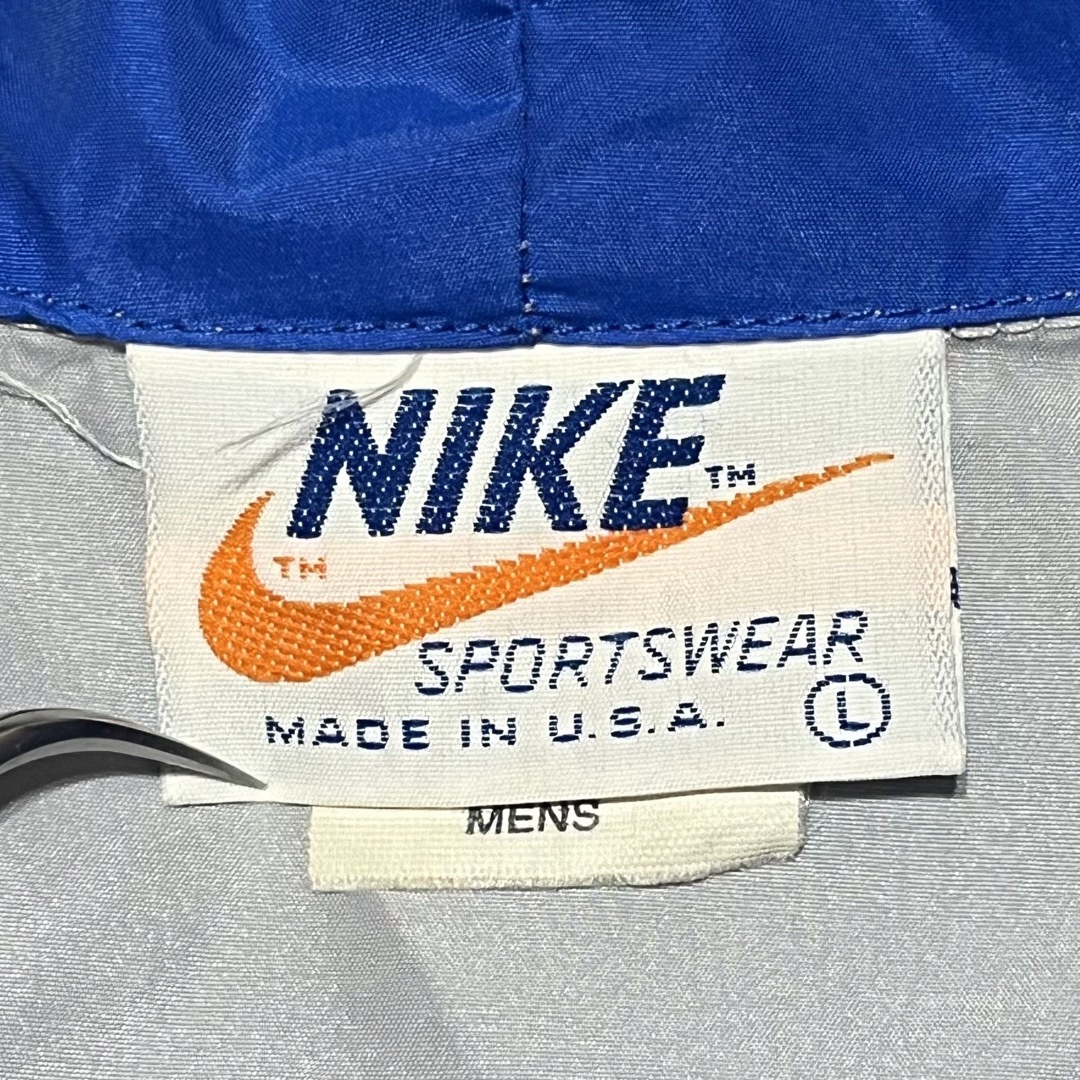 NIKE™
™
SPORTSWEAR
MADE IN U.S.A. L
MENS